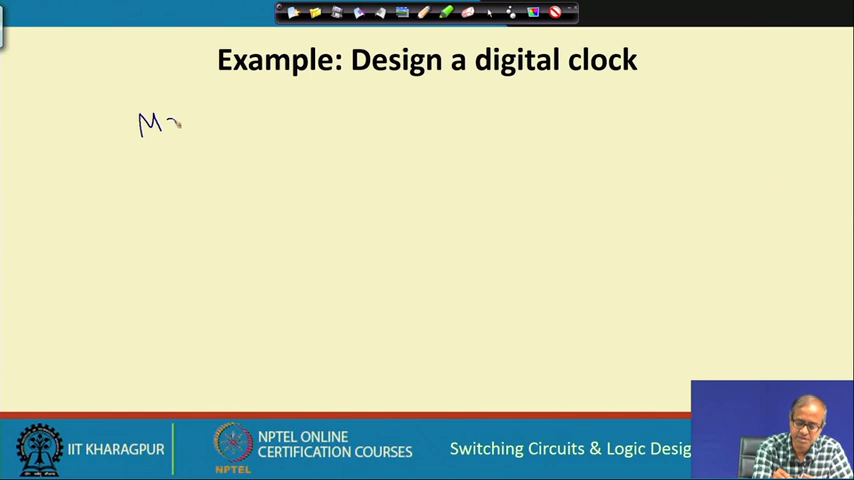 Example: Design a digital clock
M
IIT KHARAGPUR
NPTEL
NPTEL ONLINE
CERTIFICATION COURSES
Switching Circuits & Logic Desig